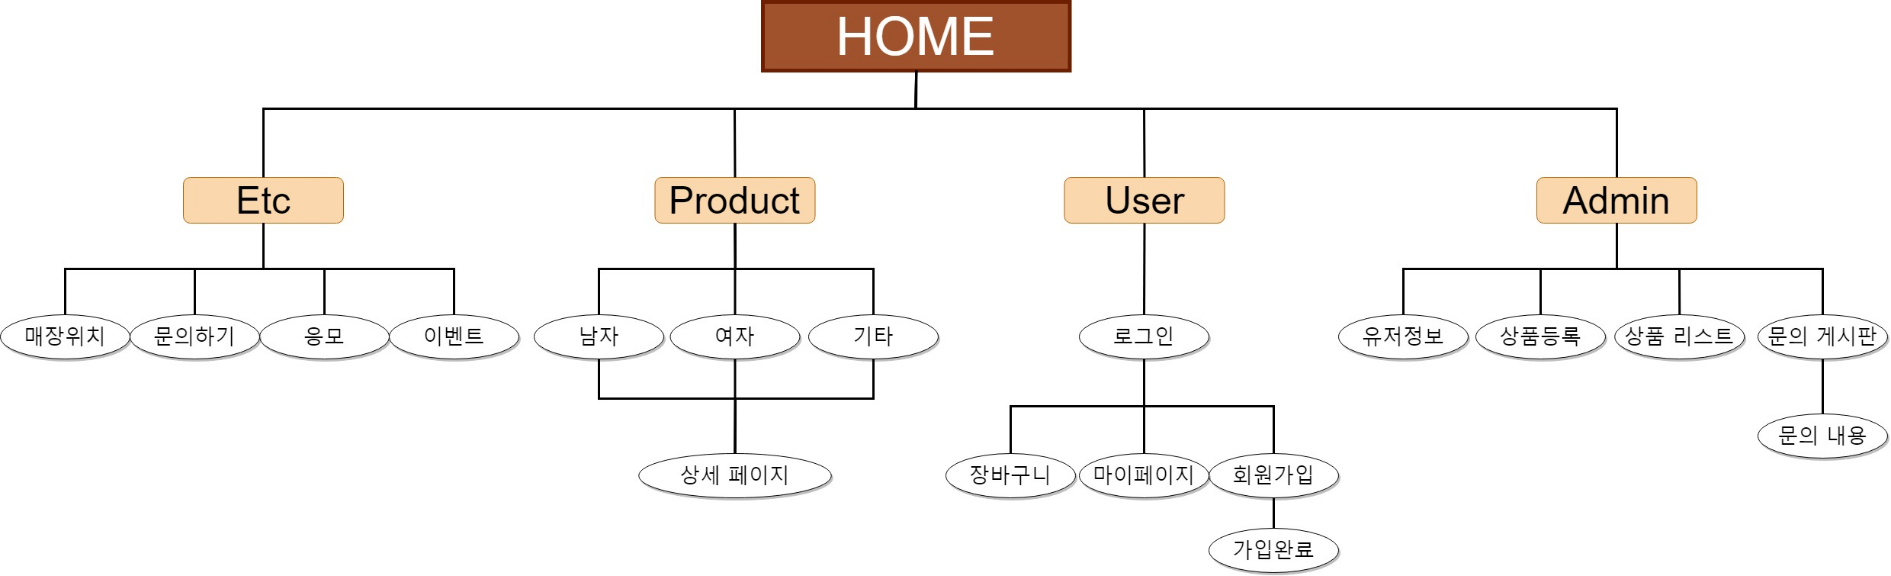 HOME
Etc
Product
User
Admin
매장위치
문의하기
응모
이벤트
남자
여자
기타
로그인
유저정보
상품등록
상품 리스트
문의 게시판
문의 내용
상세 페이지
장바구니
마이페이지
회원가입
가입완료